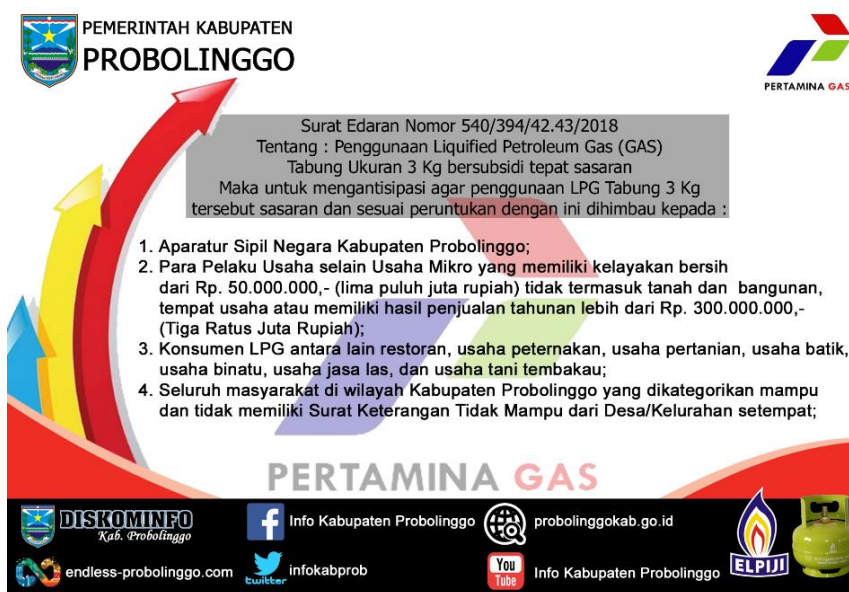 PEMERINTAH KABUPATEN
PROBOLINGGO
PERTAMINA GAS
Surat Edaran Nomor 540/394/42.43/2018
Tentang : Penggunaan Liquified Petroleum Gas (GAS)
Tabung Ukuran 3 Kg bersubsidi tepat sasaran
Maka untuk mengantisipasi agar penggunaan LPG Tabung 3 Kg
tersebut sasaran dan sesuai peruntukan dengan ini dihimbau kepada :
1. Aparatur Sipil Negara Kabupaten Probolinggo;
2. Para Pelaku Usaha selain Usaha Mikro yang memiliki kelayakan bersih
dari Rp. 50.000.000,- (lima puluh juta rupiah) tidak termasuk tanah dan bangunan,
tempat usaha atau memiliki hasil penjualan tahunan lebih dari Rp. 300.000.000,-
(Tiga Ratus Juta Rupiah);
3. Konsumen LPG antara lain restoran, usaha peternakan, usaha pertanian, usaha batik,
usaha binatu, usaha jasa las, dan usaha tani tembakau;
4. Seluruh masyarakat di wilayah Kabupaten Probolinggo yang dikategorikan mampu
dan tidak memiliki Surat Keterangan Tidak Mampu dari Desa/Kelurahan setempat;
PERTAMINA GAS
DISKOMINFO
Kab. Probolinggo
Info Kabupaten Probolinggo
probolinggokab.go.id
endless-probolinggo.com
twitter
infokabprob
You
Tube
Info Kabupaten Probolinggo
ELPIJI